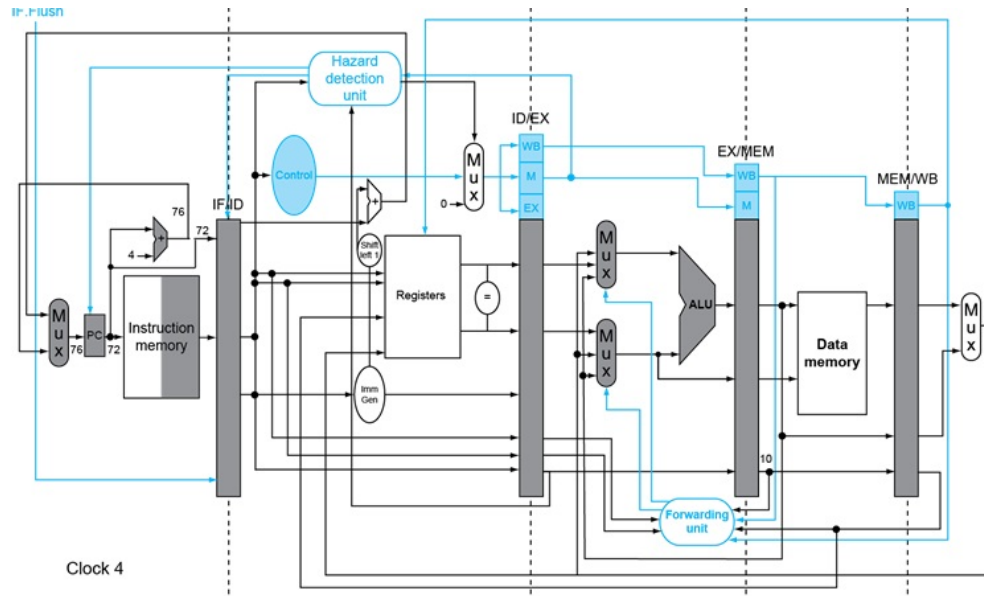 IF.Flush
Hazard
detection
unit
ID/EX
WB
EX/MEM
Control
M
u
x
M
WB
MEM/WB
0
EX
M
WB
IF/ID
76
72
+
+
4
Shift
left 1
M
u
x
Registers
=
ALU
M
u
x
PC
Instruction
memory
M
u
x
Data
memory
M
u
x
76
72
Imm
Gen
10
Forwarding
unit
Clock 4